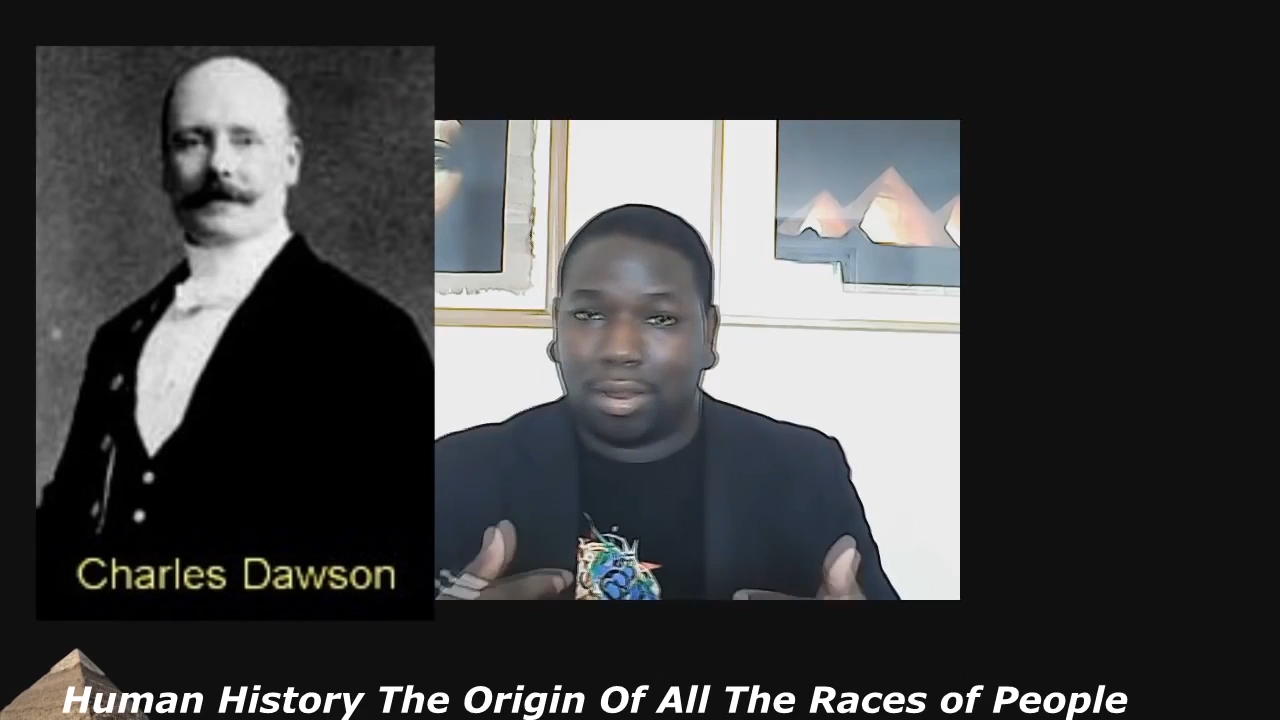 Charles Dawson
Human History The Origin Of All The Races of People